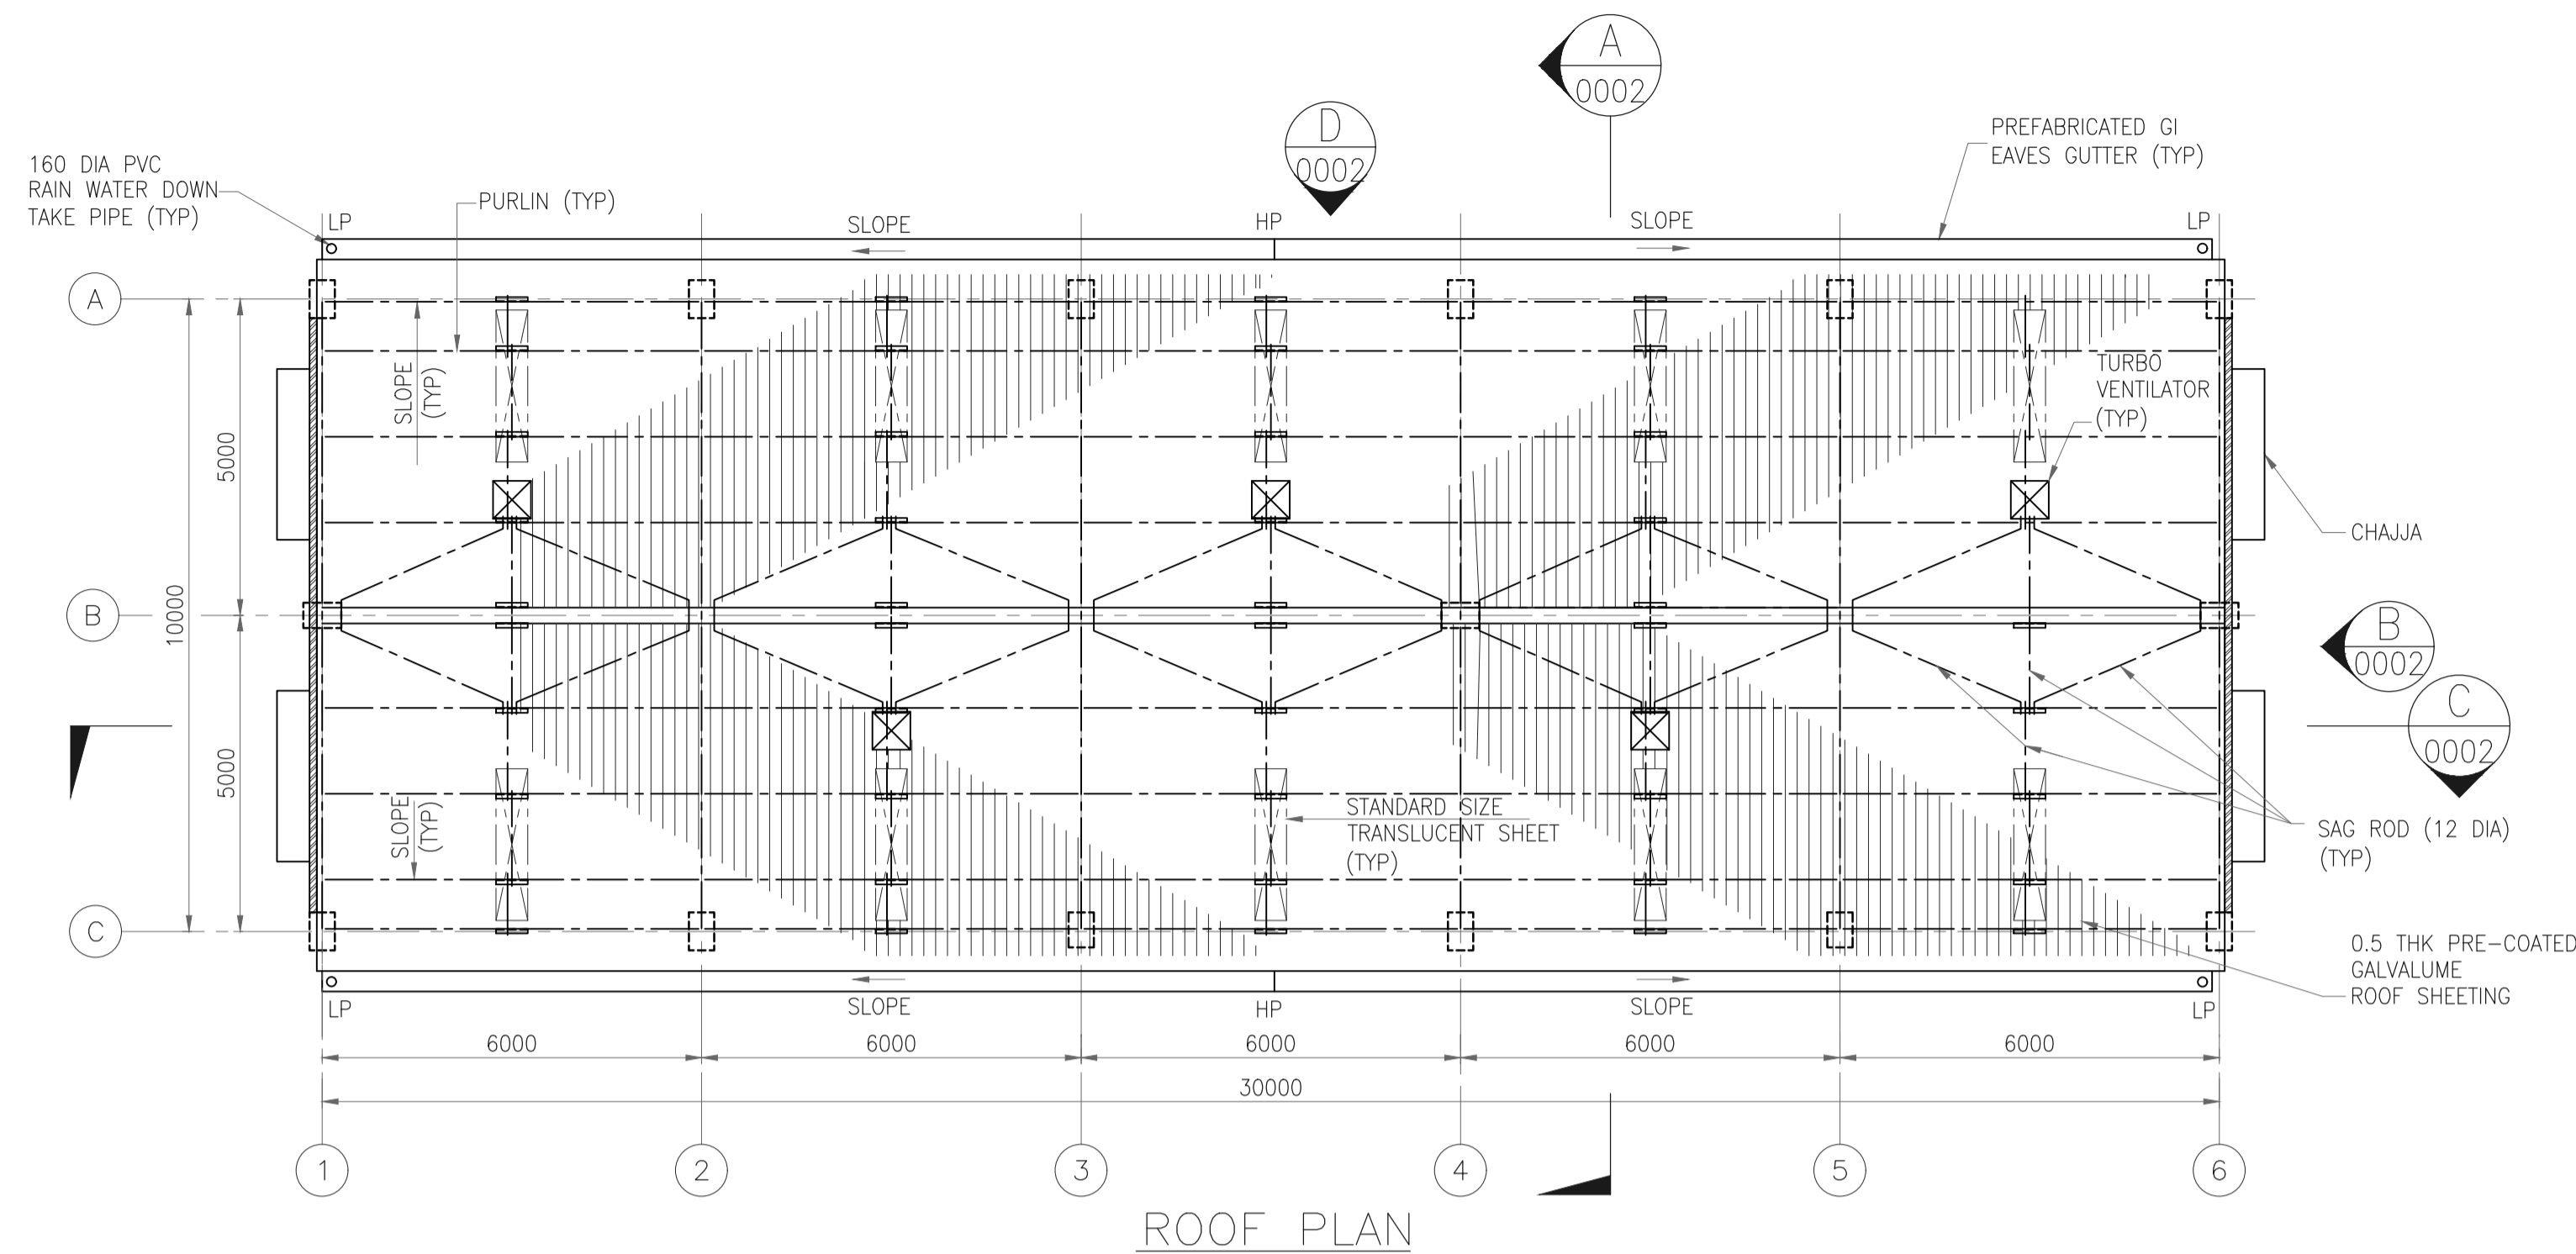 A
0002
D
0002
PREFABRICATED GI
EAVES GUTTER (TYP)
160 DIA PVC
RAIN WATER DOWN
TAKE PIPE (TYP)
PURLIN (TYP)
LP
SLOPE
HP
SLOPE
LP
A
SLOPE
(TYP)
TURBO
VENTILATOR
(TYP)
5000
CHAJJA
10000
B
B
0002
C
0002
5000
SLOPE
(TYP)
STANDARD SIZE
TRANSLUCENT SHEET
(TYP)
SAG ROD (12 DIA)
(TYP)
C
0.5 THK PRE-COATED
GALVALUME
ROOF SHEETING
LP
SLOPE
HP
SLOPE
LP
6000
6000
6000
6000
6000
30000
1
2
3
4
5
6
ROOF PLAN